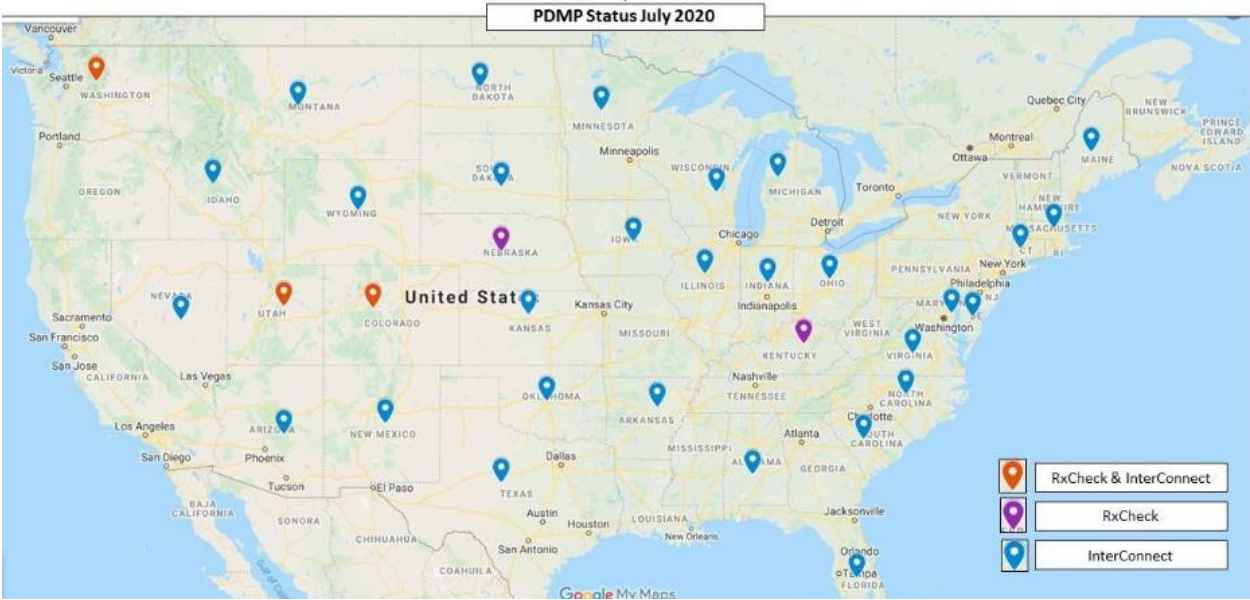 PDMP Status July 2020
Vancouver
Victoria
Seattle
WASHINGTON
MONTANA
NORTH
DAKOTA
MINNESOTA
Quebec City
NEW
BRUNSWICK
PRINCE
EDWARD
ISLAND
Portland
Minneapolis
Montreal
Ottawa
MAINE
NOVA SCOTIA
OREGON
IDAHO
WYOMING
SOUTH
DAKOTA
WISCONSIN
MICHIGAN
Toronto
VERMONT
NEW
HAMPSHIRE
NEW YORK
MASSACHUSETTS
Detroit
Chicago
IOWA
NEBRASKA
CT
RI
ILLINOIS
INDIANA
OHIO
PENNSYLVANIA
New York
Philadelphia
NJ
NEVADA
UTAH
COLORADO
United States
KANSAS
Kansas City
MISSOURI
Indianapolis
WEST
VIRGINIA
MARYLAND
DE
Washington
Sacramento
San Francisco
San Jose
CALIFORNIA
Las Vegas
KENTUCKY
VIRGINIA
Nashville
TENNESSEE
OKLAHOMA
ARKANSAS
NORTH
CAROLINA
Charlotte
Los Angeles
ARIZONA
NEW MEXICO
SOUTH
CAROLINA
Atlanta
MISSISSIPPI
ALABAMA
GEORGIA
San Diego
Phoenix
Tucson
El Paso
Dallas
TEXAS
BAJA
CALIFORNIA
SONORA
CHIHUAHUA
COAHUILA
Austin
Houston
San Antonio
LOUISIANA
New Orleans
Jacksonville
Orlando
Tampa
FLORIDA
Gulf of
Google My Maps
RxCheck & InterConnect
RxCheck
InterConnect